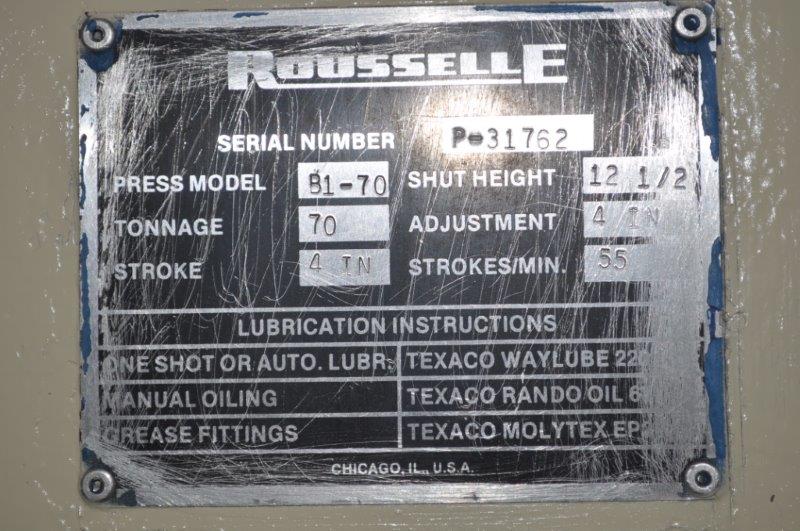 ROUSSELLE
SERIAL NUMBER P-31762
PRESS MODEL B1-70 SHUT HEIGHT 12 1/2
TONNAGE 70 ADJUSTMENT 4 IN
STROKE 4 IN STROKES/MIN. 55
LUBRICATION INSTRUCTIONS
ONE SHOT OR AUTO. LUBR. TEXACO WAYLUBE
MANUAL OILING TEXACO RANDO OIL
GREASE FITTINGS TEXACO MOLYTEX EP
CHICAGO, IL., U.S.A.